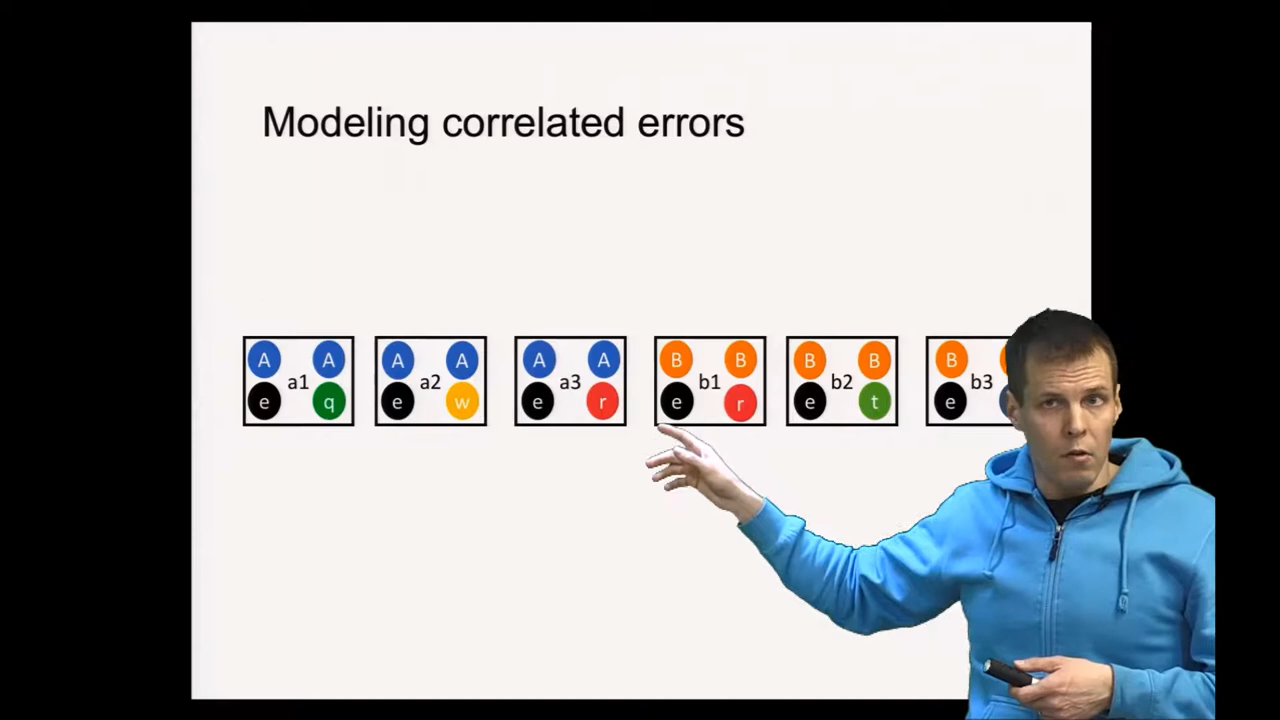 Modeling correlated errors
A A A A A A B B B B B
a1 a2 a3 b1 b2 b3
e q e w e r e r e t e